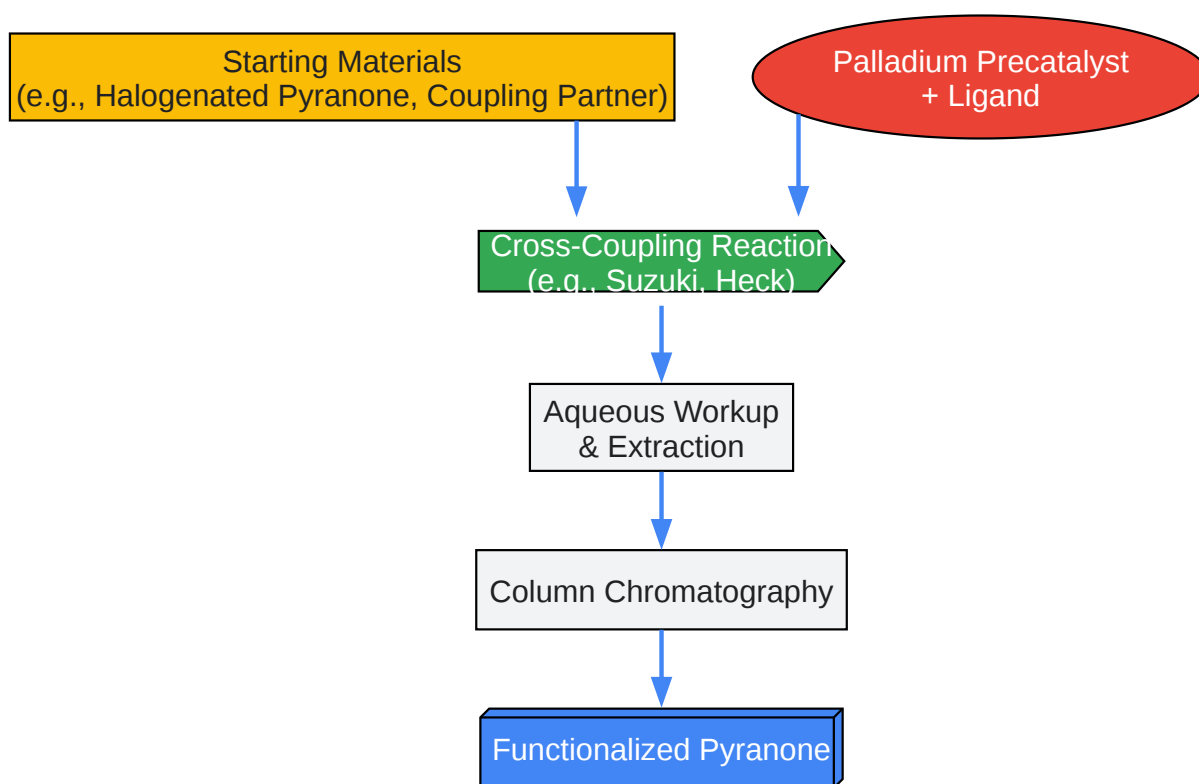 Starting Materials
(e.g., Halogenated Pyranone, Coupling Partner)
Palladium Precatalyst
+ Ligand
Cross-Coupling Reaction
(e.g., Suzuki, Heck)
Aqueous Workup
& Extraction
Column Chromatography
Functionalized Pyranone